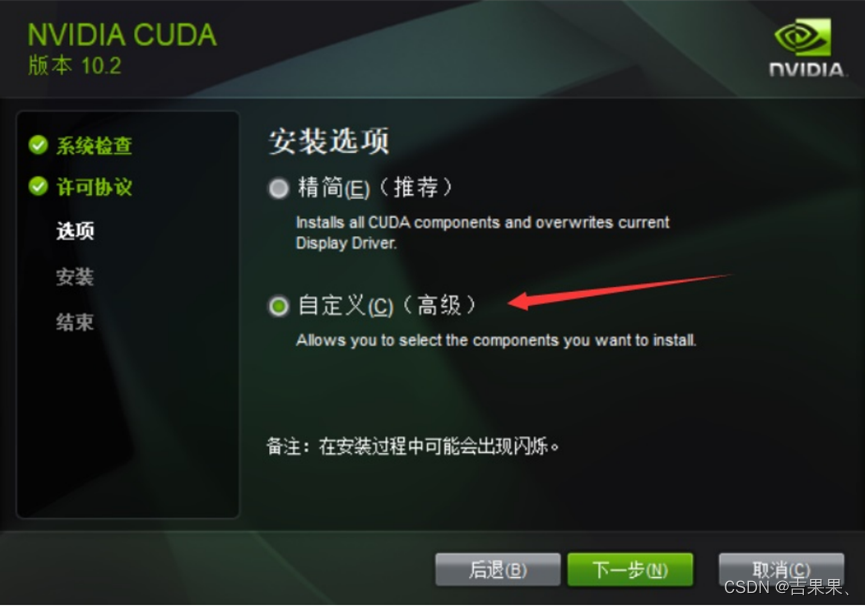 NVIDIA CUDA
版本 10.2
NVIDIA.
系统检查
许可协议
选项
安装
结束
安装选项
精简(E)（推荐）
Installs all CUDA components and overwrites current
Display Driver.
自定义(C)（高级）
Allows you to select the components you want to install.
备注：在安装过程中可能会出现闪烁。
后退(B)
下一步(N)
取消(C)
CSDN @吉果果、